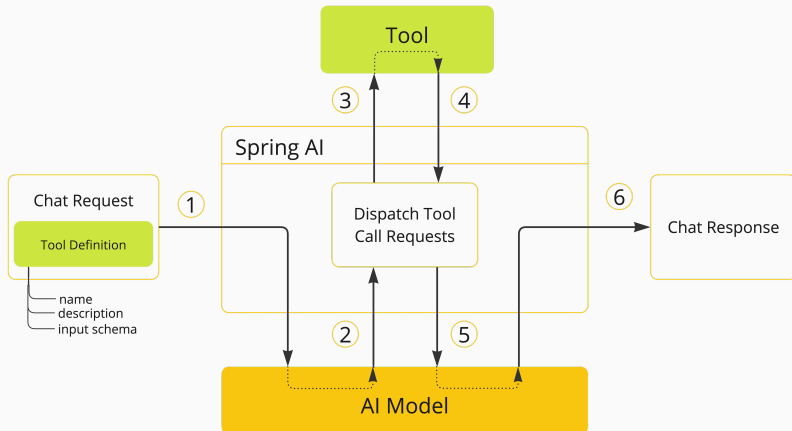 Tool
3
4
Spring AI
Chat Request
1
Tool Definition
name
description
input schema
Dispatch Tool
Call Requests
6
Chat Response
2
5
AI Model